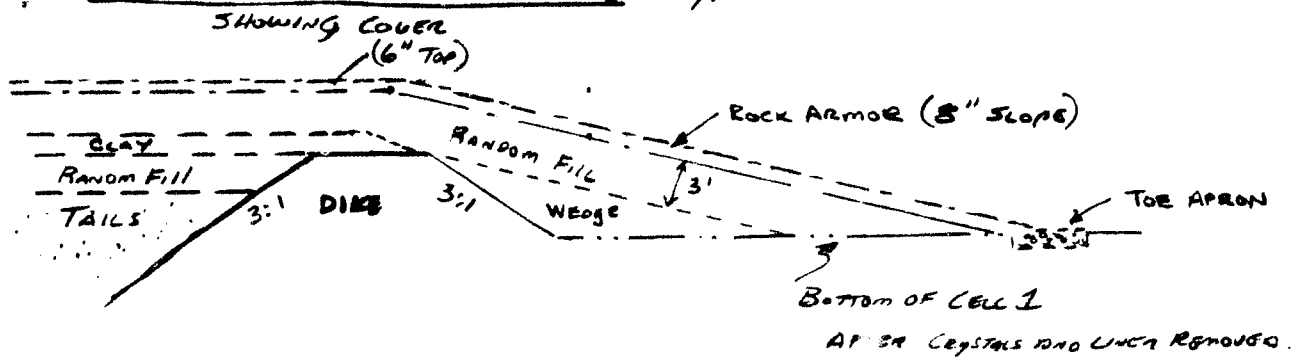 SHOWING COVER
(6" TOP)
ROCK ARMOR (8" SLOPE)
CLAY
RANDOM FILL
RANOM FILL
3'
TOE APRON
TAILS
3:1
DIKE
3:1
WEDGE
BOTTOM OF CELL 1
AFTER CRYSTALS AND LINER REMOVED.